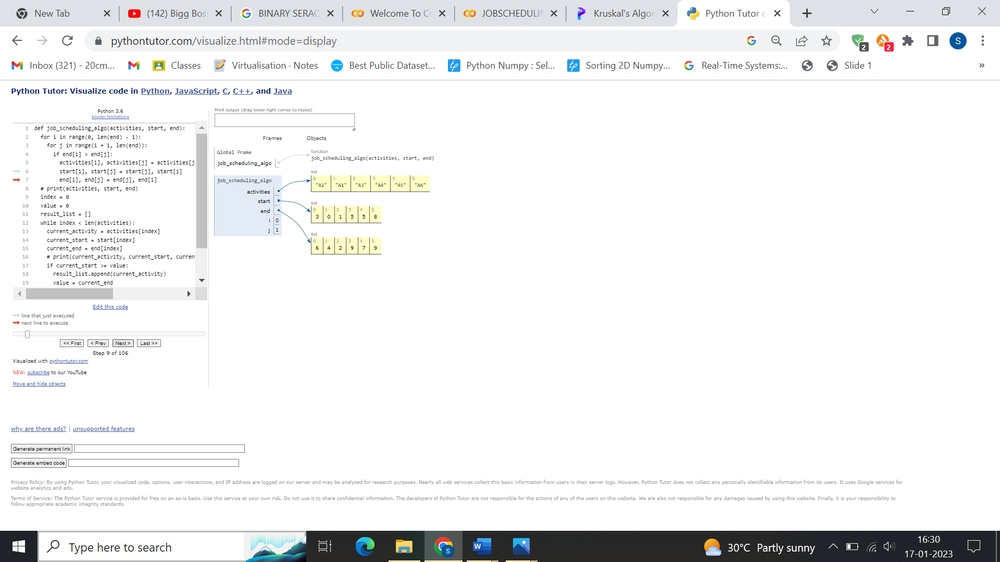 New Tab
(142) Bigg Boss
BINARY SERAC
Welcome To Co
JOBSCHEDULIN
Kruskal's Algor
Python Tutor c
pythontutor.com/visualize.html#mode=display
2
2
S
Inbox (321) - 20cm...
Classes
Virtualisation · Notes
Best Public Dataset...
Python Numpy : Sel...
Sorting 2D Numpy...
Real-Time Systems:...
Slide 1
»
Python Tutor: Visualize code in Python, JavaScript, C, C++, and Java
Python 3.6
known limitations
1 def job_scheduling_algo(activities, start, end):
2 for i in range(0, len(end) - 1):
3 for j in range(i + 1, len(end)):
4 if end[i] > end[j]:
5 activities[i], activities[j] = activities[j
6 start[i], start[j] = start[j], start[i]
7 end[i], end[j] = end[j], end[i]
8 # print(activities, start, end)
9 index = 0
10 value = 0
11 result_list = []
12 while index < len(activities):
13 current_activity = activities[index]
14 current_start = start[index]
15 current_end = end[index]
16 # print(current_activity, current_start, curren
17 if current_start >= value:
18 result_list.append(current_activity)
19 value = current_end
Edit this code
line that just executed
next line to execute
<< First < Prev Next > Last >>
Step 9 of 106
Visualized with pythontutor.com
NEW: subscribe to our YouTube
Move and hide objects
Print output (drag lower right corner to resize)
Frames Objects
Global frame
job_scheduling_algo
function
job_scheduling_algo(activities, start, end)
job_scheduling_algo
activities
start
end
i 0
j 1
list
0 1 2 3 4 5
"A2" "A1" "A3" "A4" "A5" "A6"
list
0 1 2 3 4 5
3 0 1 5 5 8
list
0 1 2 3 4 5
6 4 2 9 7 9
why are there ads? | unsupported features
Generate permanent link
Generate embed code
Privacy Policy: By using Python Tutor, your visualized code, options, user interactions, and IP address are logged on our server and may be analyzed for research purposes. Nearly all web services collect this basic information from users in their server logs. However, Python Tutor does not collect any personally identifiable information from its users. It uses Google services for
website analytics and ads.
Terms of Service: The Python Tutor service is provided for free on an as-is basis. Use this service at your own risk. Do not use it to share confidential information. The developers of Python Tutor are not responsible for the actions of any of the users on this website. We are also not responsible for any damages caused by using this website. Finally, it is your responsibility to
follow appropriate academic integrity standards.
Type here to search
S
W
30°C Partly sunny
16:30
17-01-2023